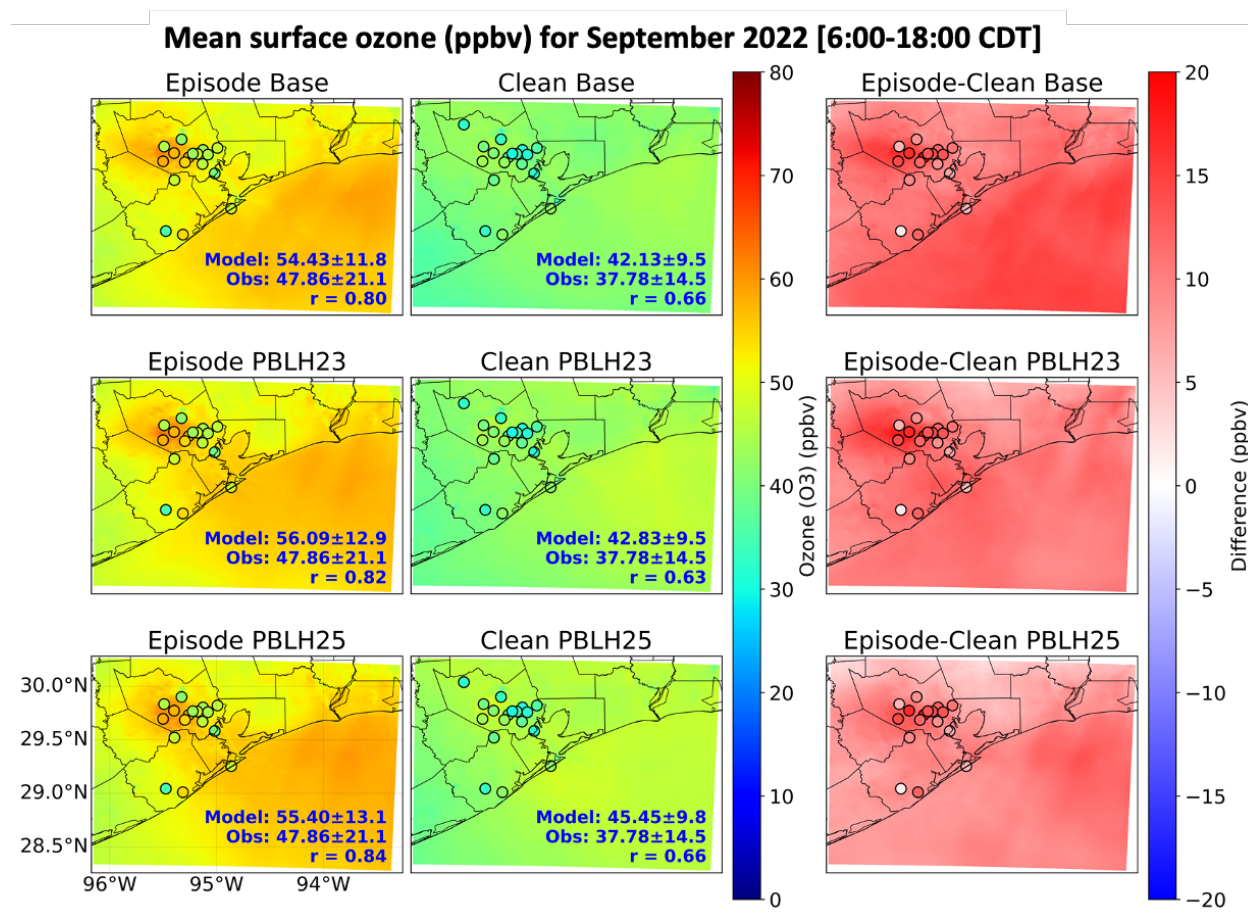 Mean surface ozone (ppbv) for September 2022 [6:00-18:00 CDT]
Episode Base
Clean Base
Episode-Clean Base
Model: 54.43±11.8
Obs: 47.86±21.1
r = 0.80
Model: 42.13±9.5
Obs: 37.78±14.5
r = 0.66
Episode PBLH23
Clean PBLH23
Episode-Clean PBLH23
Model: 56.09±12.9
Obs: 47.86±21.1
r = 0.82
Model: 42.83±9.5
Obs: 37.78±14.5
r = 0.63
Episode PBLH25
Clean PBLH25
Episode-Clean PBLH25
Model: 55.40±13.1
Obs: 47.86±21.1
r = 0.84
Model: 45.45±9.8
Obs: 37.78±14.5
r = 0.66
30.0°N
29.5°N
29.0°N
28.5°N
96°W
95°W
94°W
80
70
60
50
40
30
20
10
0
Ozone (O3) (ppbv)
20
15
10
5
0
−5
−10
−15
−20
Difference (ppbv)